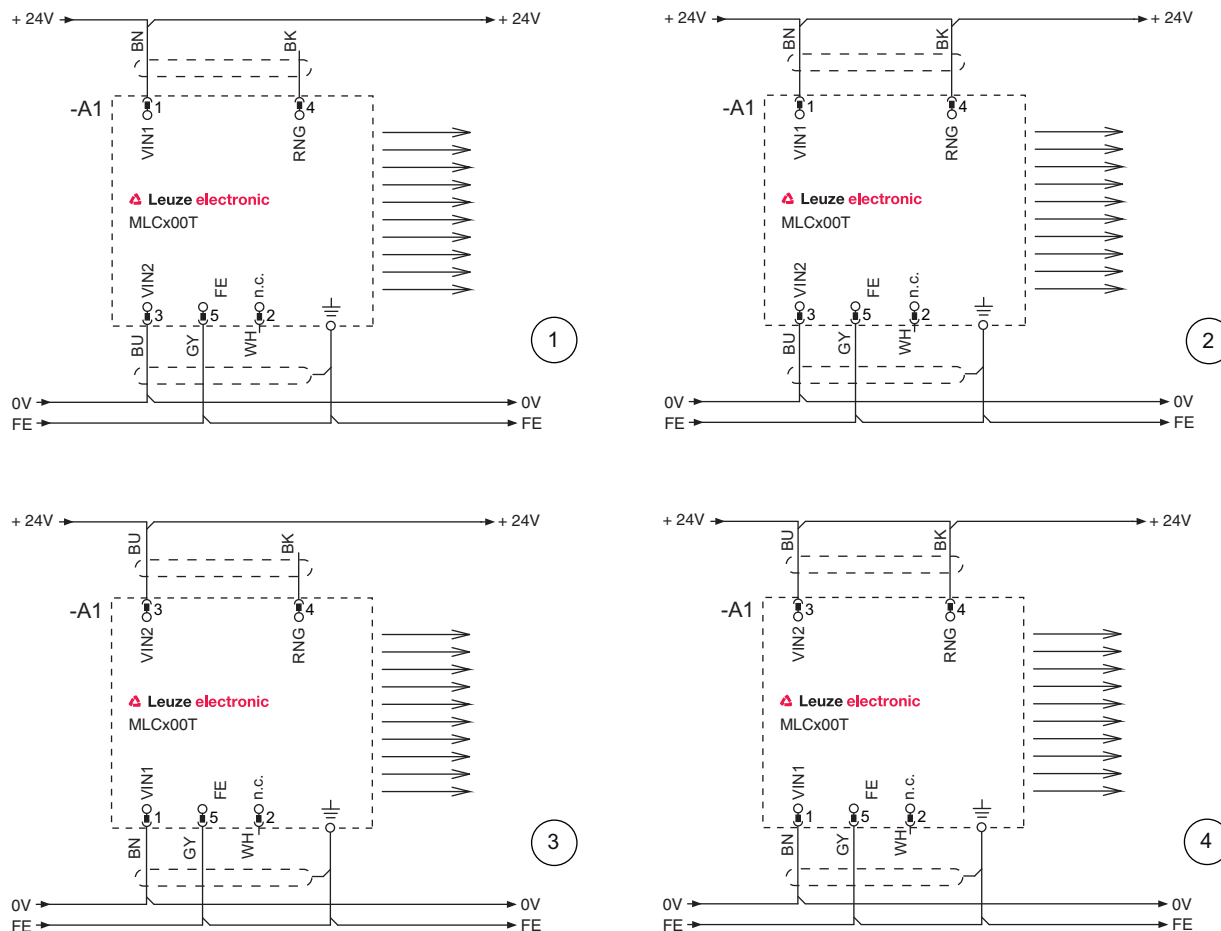 + 24V + 24V
BN BK
-A1 1 4
VIN1 RNG
Leuze electronic
MLCx00T
VIN2 FE n.c.
3 5 2
BU GY WH
1
0V 0V
FE FE
+ 24V + 24V
BN BK
-A1 1 4
VIN1 RNG
Leuze electronic
MLCx00T
VIN2 FE n.c.
3 5 2
BU GY WH
2
0V 0V
FE FE
+ 24V + 24V
BU BK
-A1 3 4
VIN2 RNG
Leuze electronic
MLCx00T
VIN1 FE n.c.
1 5 2
BN GY WH
3
0V 0V
FE FE
+ 24V + 24V
BU BK
-A1 3 4
VIN2 RNG
Leuze electronic
MLCx00T
VIN1 FE n.c.
1 5 2
BN GY WH
4
0V 0V
FE FE